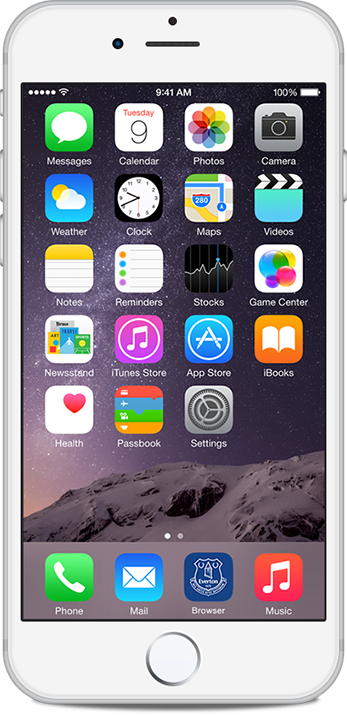 9:41 AM 100%
Tuesday
9
280
Messages Calendar Photos Camera
Weather Clock Maps Videos
Notes Reminders Stocks Game Center
Newsstand iTunes Store App Store iBooks
Health Passbook Settings
Everton
Phone Mail Browser Music